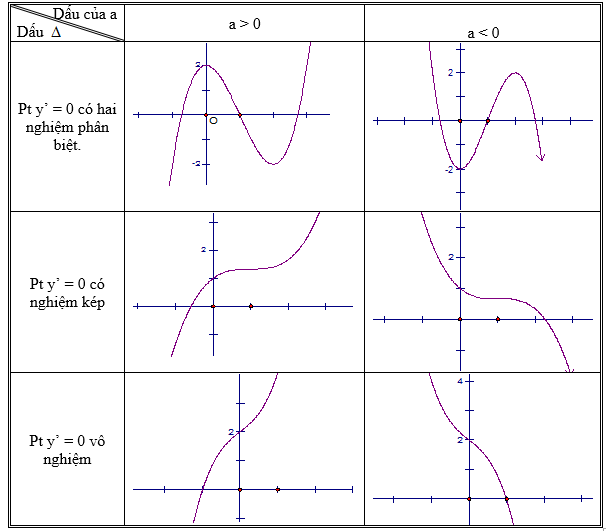 Dấu của a
Dấu Δ
a > 0
a < 0
Pt y’ = 0 có hai
nghiệm phân
biệt.
2
O
-2
2
-2
Pt y’ = 0 có
nghiệm kép
2
2
Pt y’ = 0 vô
nghiệm
2
4
2